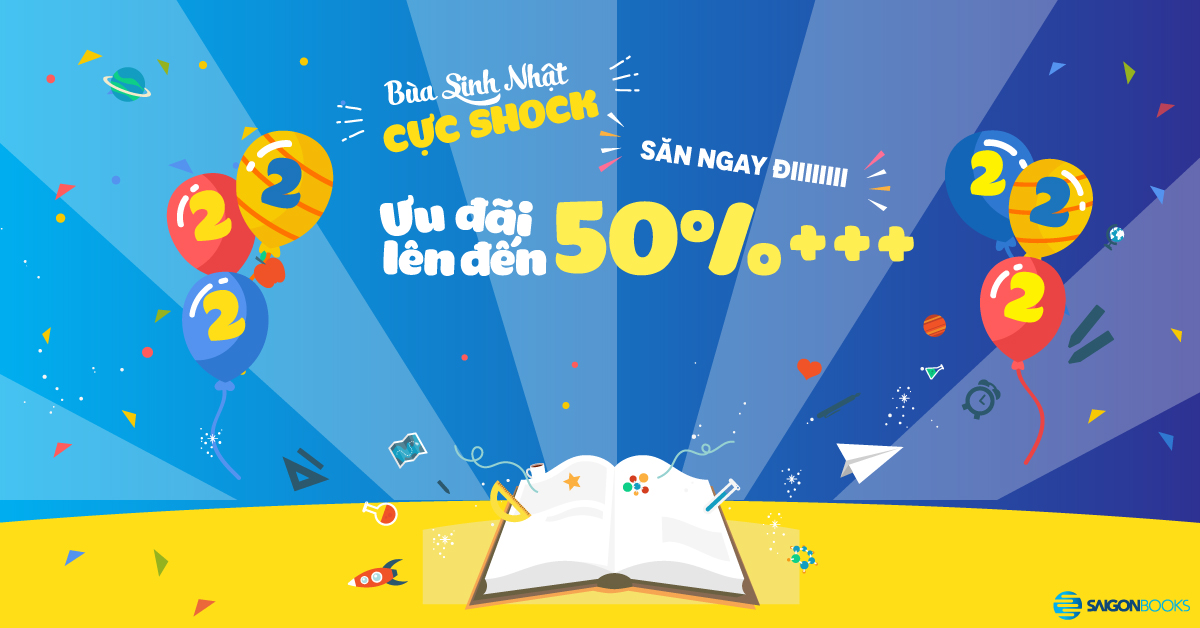 Bùa Sinh Nhật
CỰC SHOCK
SĂN NGAY ĐIIIIIIII
Ưu đãi
lên đến
50%+++
2
2
2
2
2
2
SAIGONBOOKS